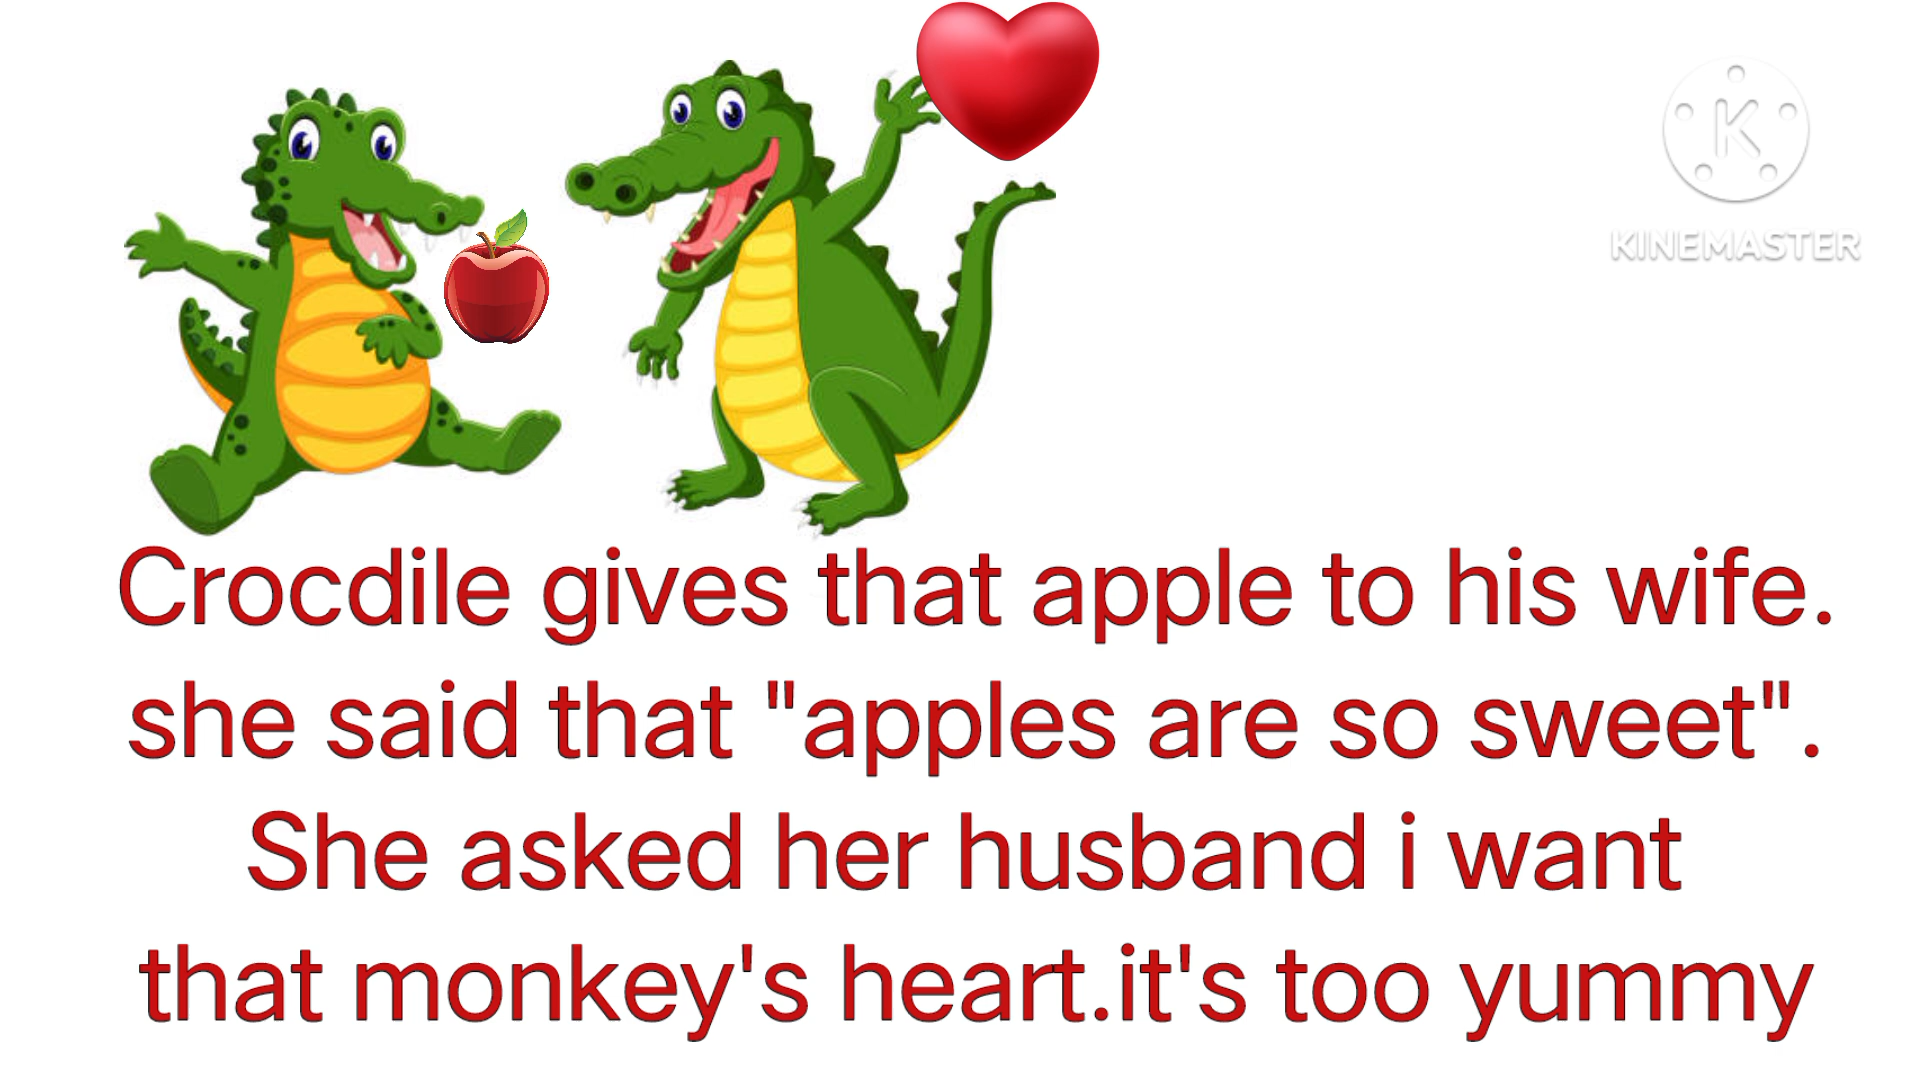 K
KINEMASTER
Crocdile gives that apple to his wife.
she said that "apples are so sweet".
She asked her husband i want
that monkey's heart.it's too yummy